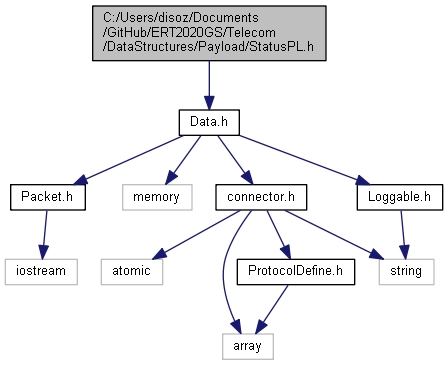 C:/Users/disoz/Documents
/GitHub/ERT2020GS/Telecom
/DataStructures/Payload/StatusPL.h
Data.h
Packet.h
memory
connector.h
Loggable.h
iostream
atomic
ProtocolDefine.h
string
array